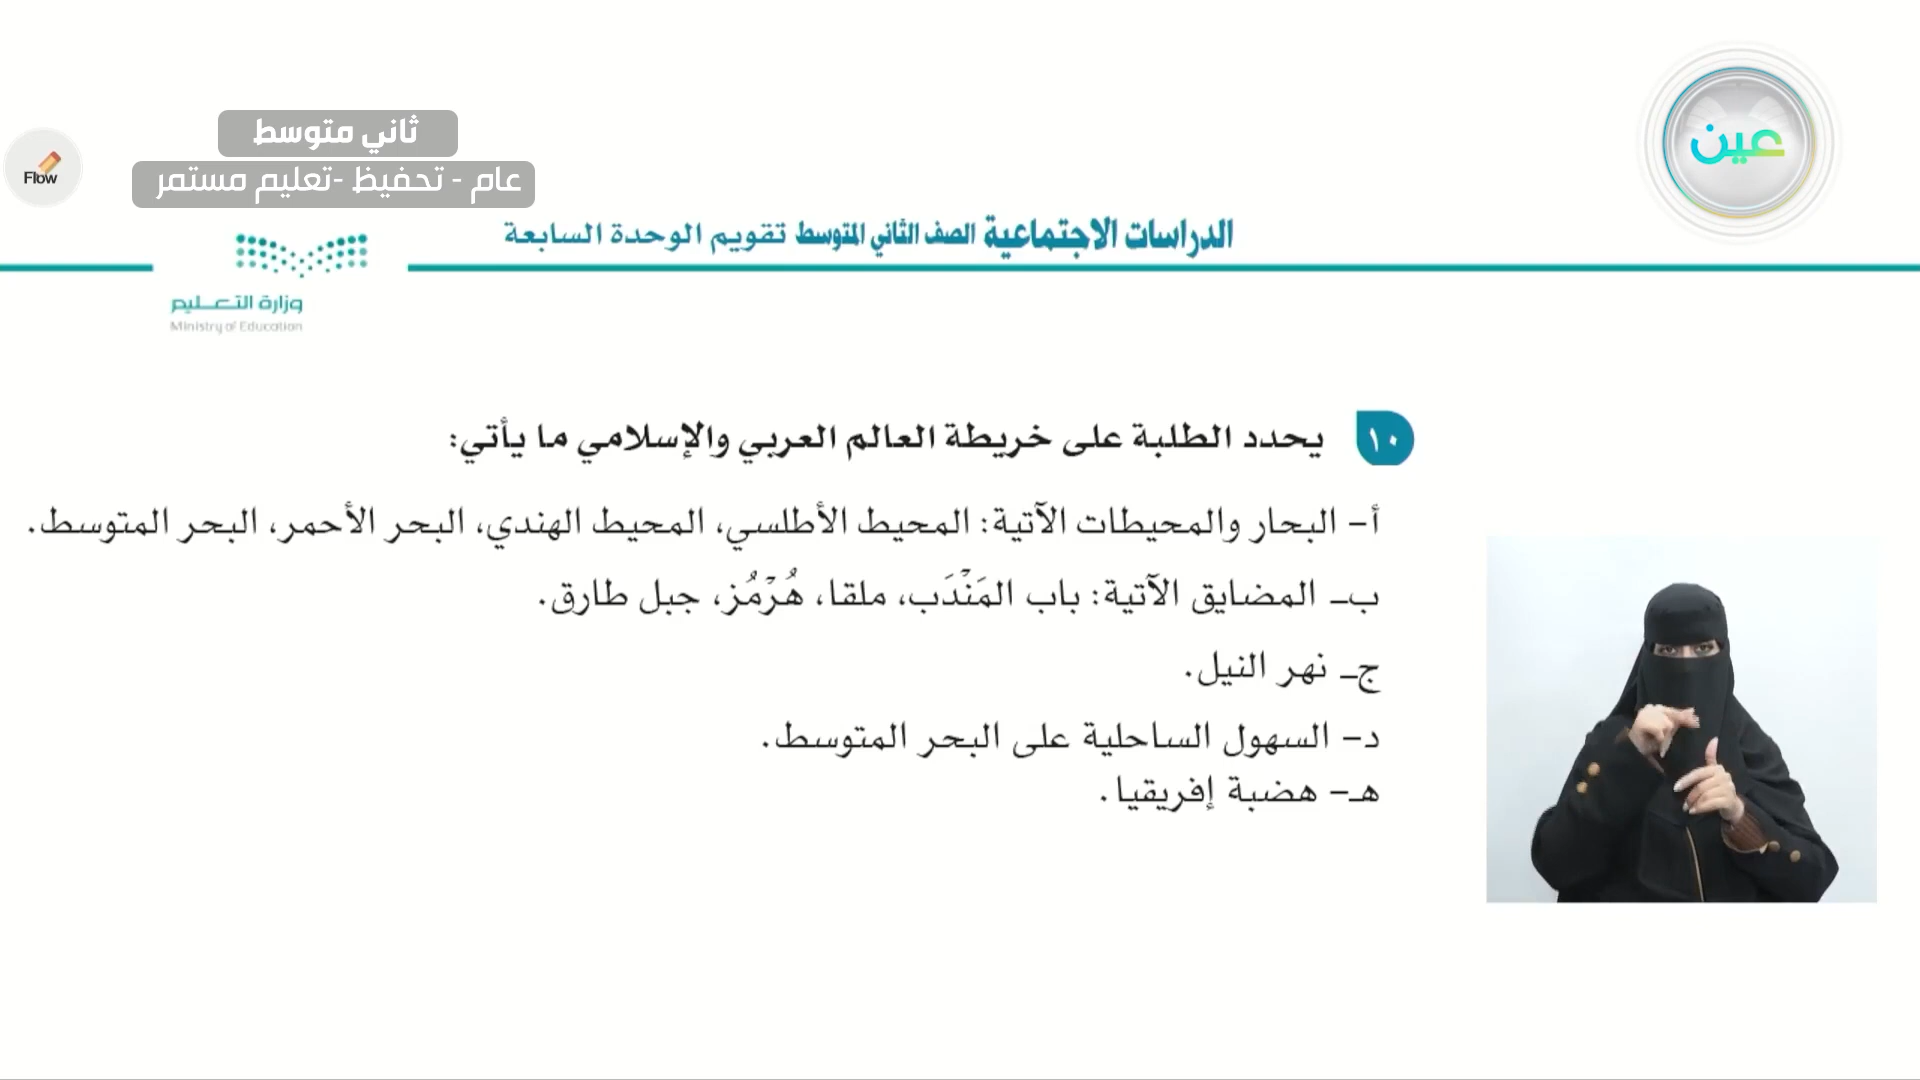 عين
ثاني متوسط
عام - تحفيظ -تعليم مستمر
Flow
الدراسات الاجتماعية الصف الثاني المتوسط تقويم الوحدة السابعة
وزارة التعـــليم
Ministry of Education
١٠ يحدد الطلبة على خريطة العالم العربي والإسلامي ما يأتي:
أ– البحار والمحيطات الآتية: المحيط الأطلسي، المحيط الهندي، البحر الأحمر، البحر المتوسط.
ب– المضايق الآتية: باب المَنْدَب، ملقا، هُرْمُز، جبل طارق.
ج– نهر النيل.
د– السهول الساحلية على البحر المتوسط.
هـ– هضبة إفريقيا.